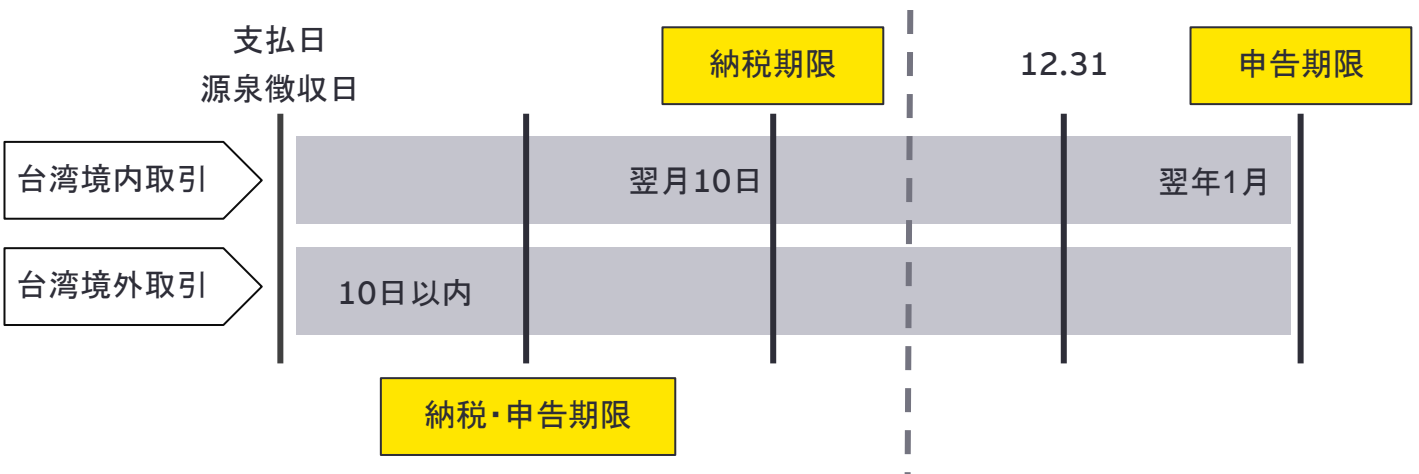 支払日
源泉徴収日
納税期限
12.31
申告期限
台湾境内取引
翌月10日
翌年1月
台湾境外取引
10日以内
納税・申告期限